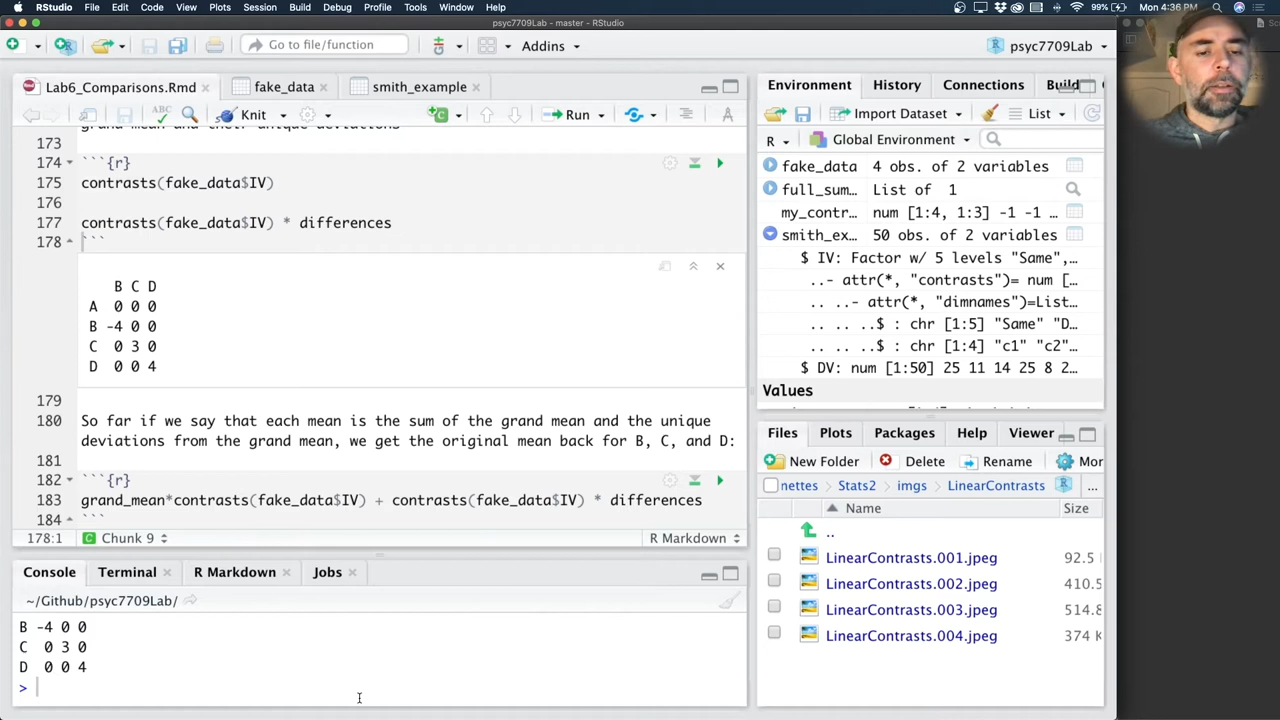 RStudio File Edit Code View Plots Session Build Debug Profile Tools Window Help 99% Mon 4:36 PM
psyc7709Lab - master - RStudio
Go to file/function Addins psyc7709Lab
Lab6_Comparisons.Rmd fake_data smith_example
ABC Knit Run
173
174 ```{r}
175 contrasts(fake_data$IV)
176
177 contrasts(fake_data$IV) * differences
178 ```
B C D
A 0 0 0
B -4 0 0
C 0 3 0
D 0 0 4
179
180 So far if we say that each mean is the sum of the grand mean and the unique
deviations from the grand mean, we get the original mean back for B, C, and D:
181
182 ```{r}
183 grand_mean*contrasts(fake_data$IV) + contrasts(fake_data$IV) * differences
184 ```
178:1 Chunk 9 R Markdown
Console Terminal R Markdown Jobs
~/Github/psyc7709Lab/
B -4 0 0
C 0 3 0
D 0 0 4
>
Environment History Connections Build
Import Dataset List
R Global Environment
fake_data 4 obs. of 2 variables
full_sum… List of 1
my_contr… num [1:4, 1:3] -1 -1 …
smith_ex… 50 obs. of 2 variables
$ IV: Factor w/ 5 levels "Same",…
..- attr(*, "contrasts")= num […
.. ..- attr(*, "dimnames")=List…
.. .. ..$ : chr [1:5] "Same" "D…
.. .. ..$ : chr [1:4] "c1" "c2"…
$ DV: num [1:50] 25 11 14 25 8 2…
Values
Files Plots Packages Help Viewer
New Folder Delete Rename Mor
nettes Stats2 imgs LinearContrasts ...
Name Size
..
LinearContrasts.001.jpeg 92.5
LinearContrasts.002.jpeg 410.5
LinearContrasts.003.jpeg 514.8
LinearContrasts.004.jpeg 374 K